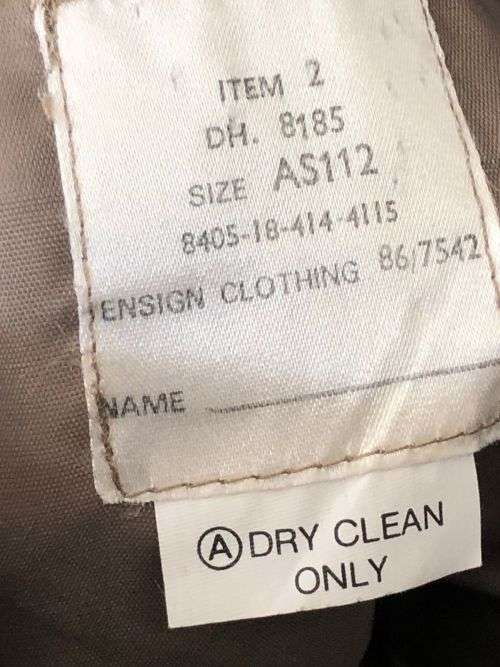 ITEM 2
DH. 8185
SIZE AS112
8405-18-414-4115
ENSIGN CLOTHING 86/7542
NAME
Ⓐ DRY CLEAN
ONLY